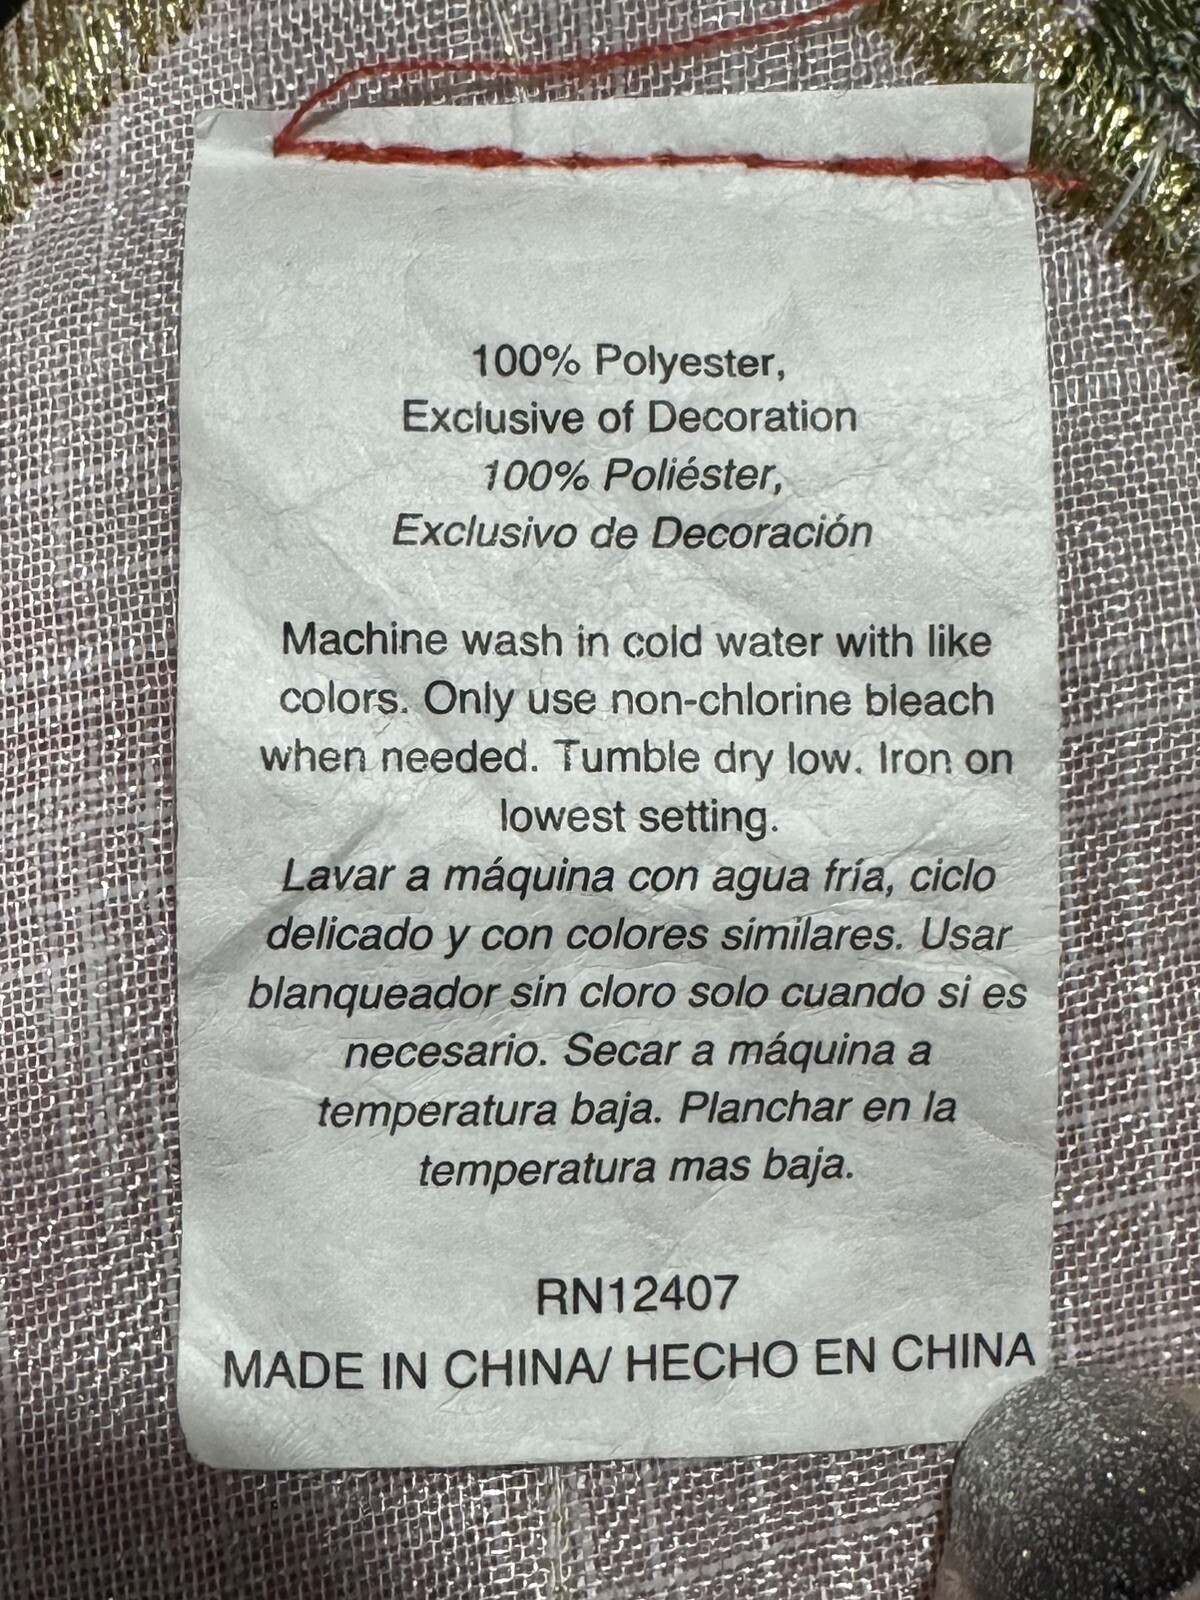 100% Polyester,
Exclusive of Decoration
100% Poliéster,
Exclusivo de Decoración
Machine wash in cold water with like
colors. Only use non-chlorine bleach
when needed. Tumble dry low. Iron on
lowest setting.
Lavar a máquina con agua fría, ciclo
delicado y con colores similares. Usar
blanqueador sin cloro solo cuando si es
necesario. Secar a máquina a
temperatura baja. Planchar en la
temperatura mas baja.
RN12407
MADE IN CHINA/ HECHO EN CHINA